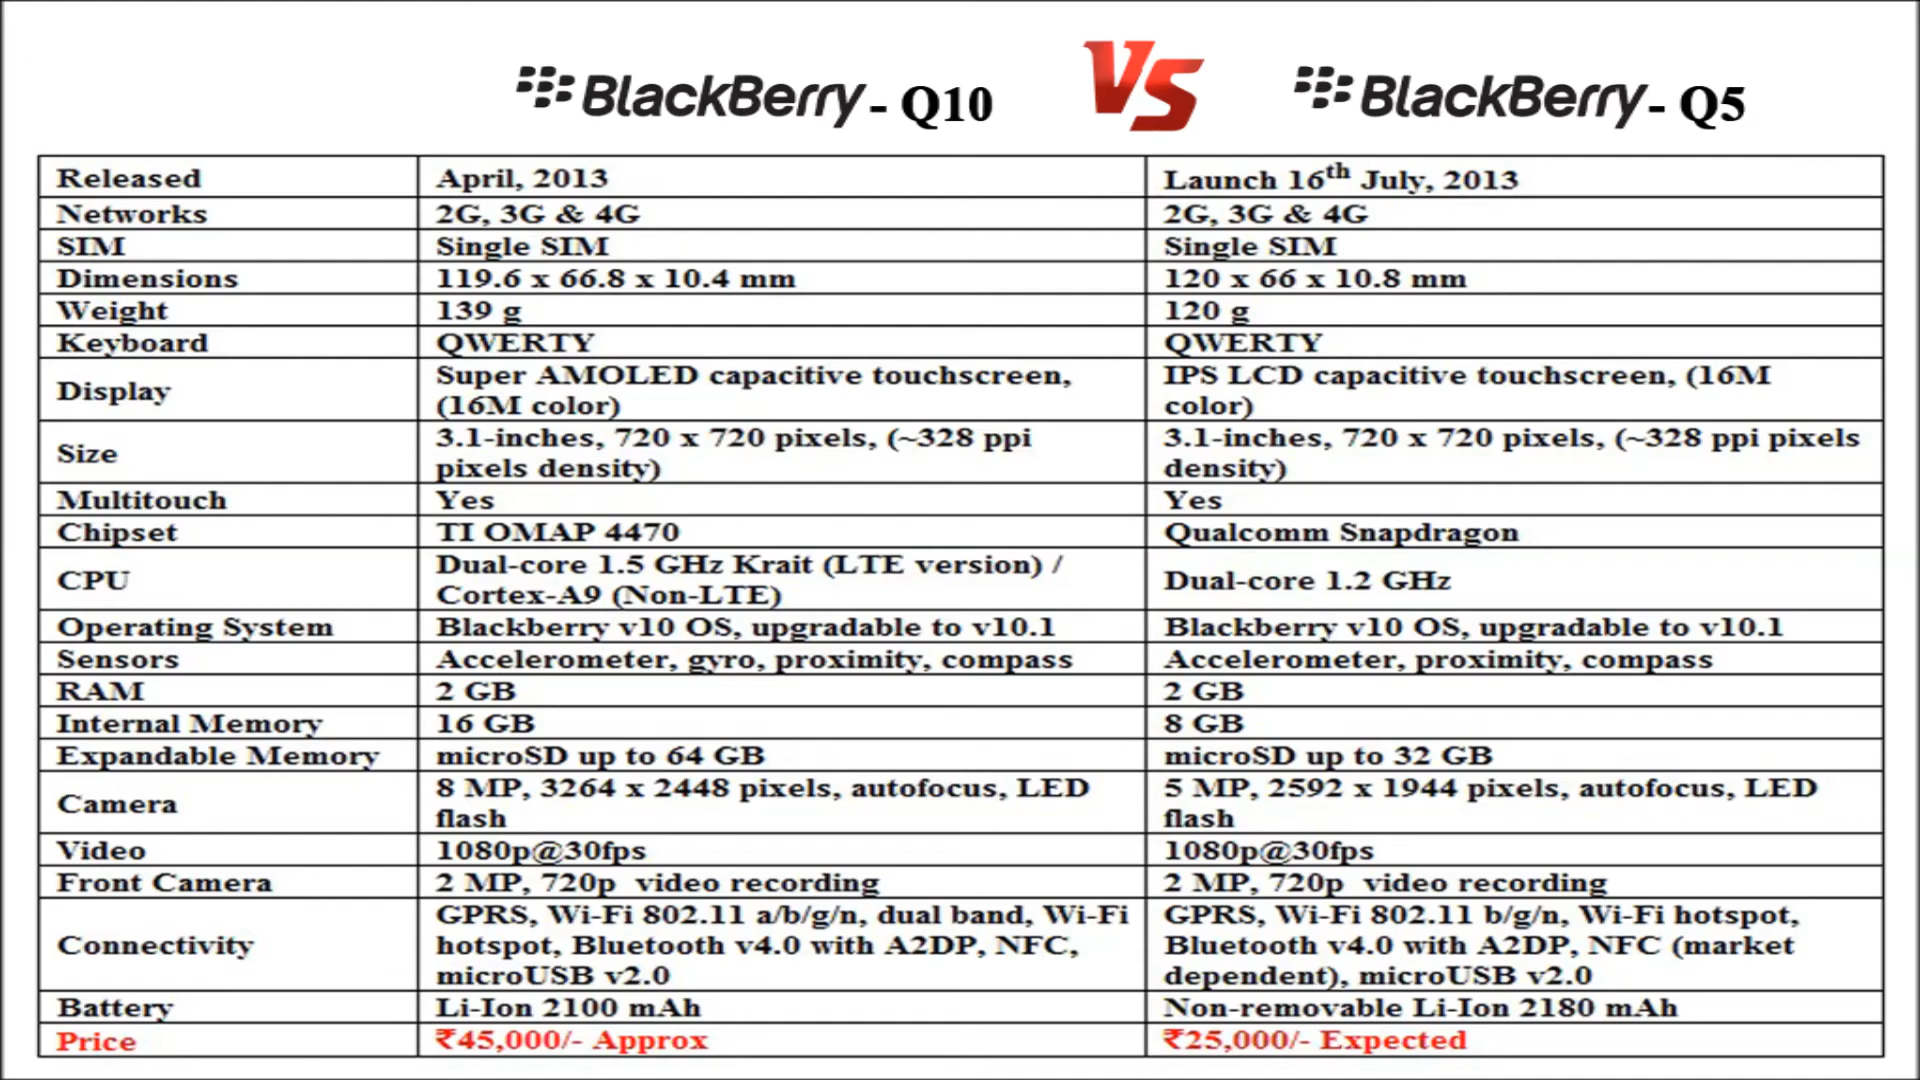 BlackBerry - Q10 VS BlackBerry - Q5
Released April, 2013 Launch 16th July, 2013
Networks 2G, 3G & 4G 2G, 3G & 4G
SIM Single SIM Single SIM
Dimensions 119.6 x 66.8 x 10.4 mm 120 x 66 x 10.8 mm
Weight 139 g 120 g
Keyboard QWERTY QWERTY
Display Super AMOLED capacitive touchscreen, (16M color) IPS LCD capacitive touchscreen, (16M color)
Size 3.1-inches, 720 x 720 pixels, (~328 ppi pixels density) 3.1-inches, 720 x 720 pixels, (~328 ppi pixels density)
Multitouch Yes Yes
Chipset TI OMAP 4470 Qualcomm Snapdragon
CPU Dual-core 1.5 GHz Krait (LTE version) / Cortex-A9 (Non-LTE) Dual-core 1.2 GHz
Operating System Blackberry v10 OS, upgradable to v10.1 Blackberry v10 OS, upgradable to v10.1
Sensors Accelerometer, gyro, proximity, compass Accelerometer, proximity, compass
RAM 2 GB 2 GB
Internal Memory 16 GB 8 GB
Expandable Memory microSD up to 64 GB microSD up to 32 GB
Camera 8 MP, 3264 x 2448 pixels, autofocus, LED flash 5 MP, 2592 x 1944 pixels, autofocus, LED flash
Video 1080p@30fps 1080p@30fps
Front Camera 2 MP, 720p video recording 2 MP, 720p video recording
Connectivity GPRS, Wi-Fi 802.11 a/b/g/n, dual band, Wi-Fi hotspot, Bluetooth v4.0 with A2DP, NFC, microUSB v2.0 GPRS, Wi-Fi 802.11 b/g/n, Wi-Fi hotspot, Bluetooth v4.0 with A2DP, NFC (market dependent), microUSB v2.0
Battery Li-Ion 2100 mAh Non-removable Li-Ion 2180 mAh
Price ₹45,000/- Approx ₹25,000/- Expected